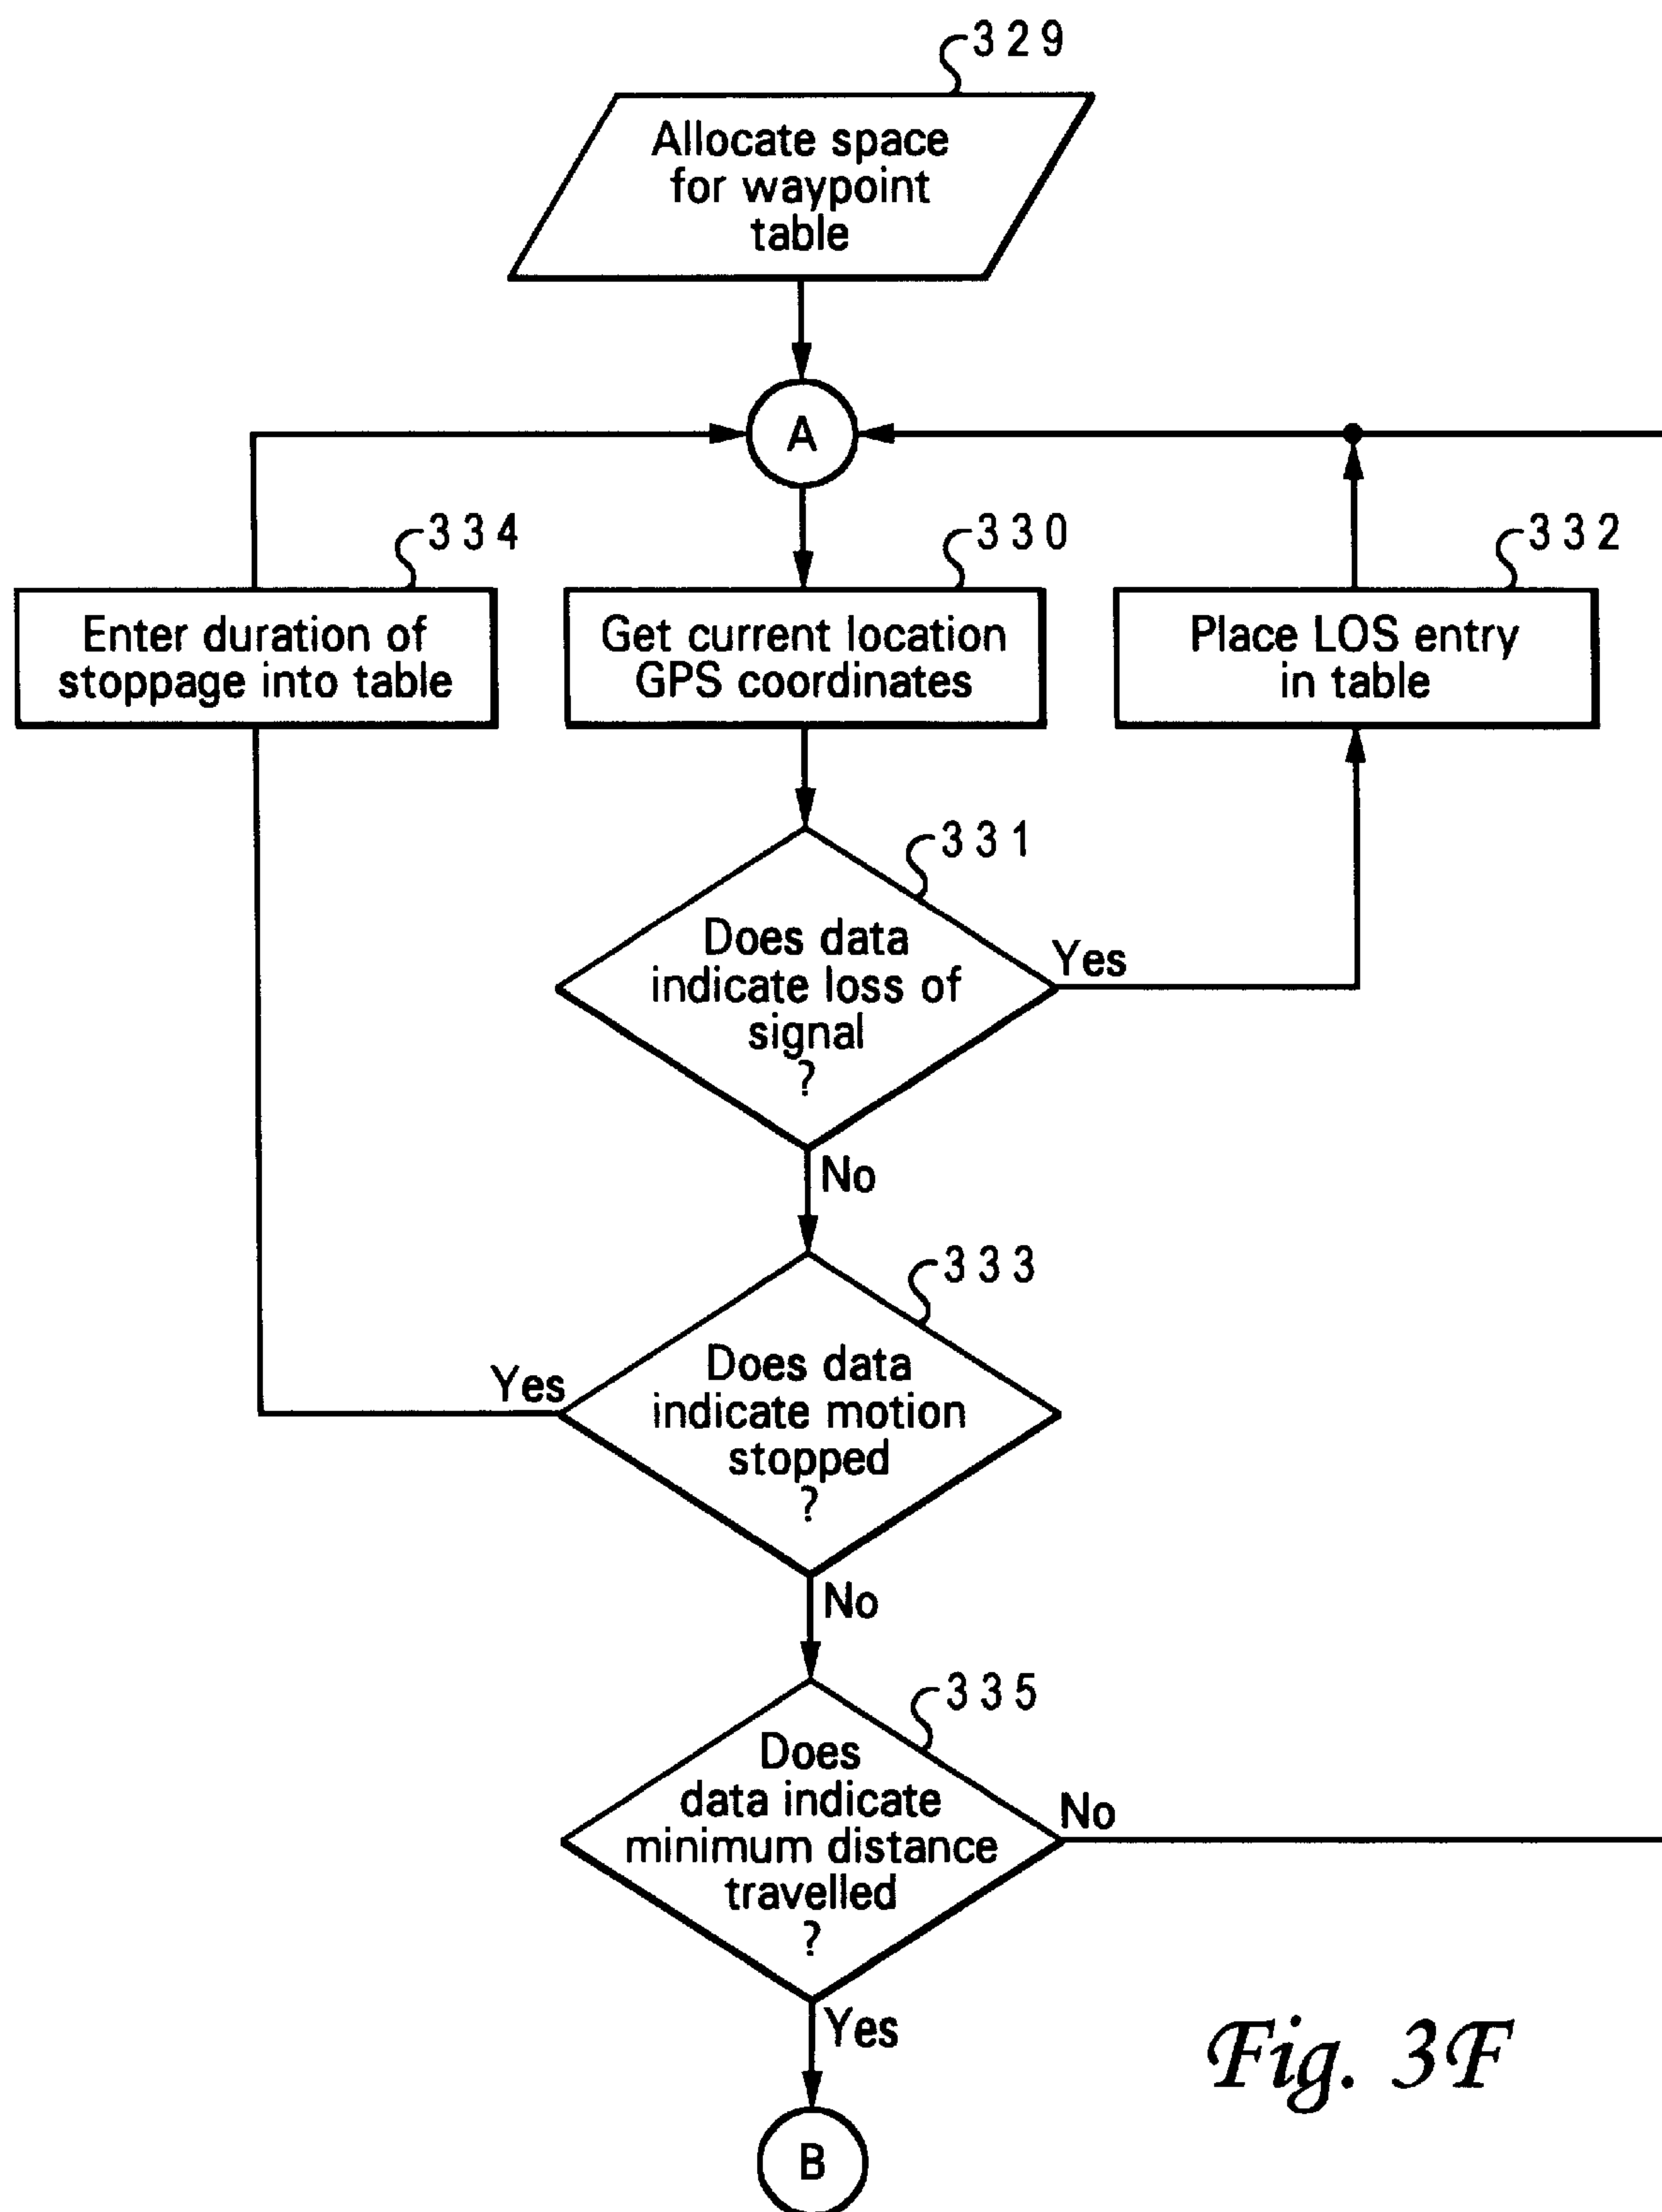 329
Allocate space
for waypoint
table
A
334
330
332
Enter duration of
stoppage into table
Get current location
GPS coordinates
Place LOS entry
in table
331
Does data
indicate loss of
signal
?
Yes
No
333
Does data
indicate motion
stopped
?
Yes
No
335
Does
data indicate
minimum distance
travelled
?
No
Yes
B
Fig. 3F